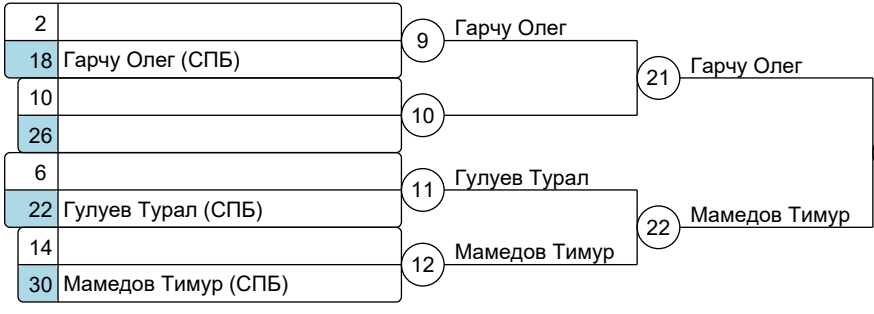 2
9
Гарчу Олег
18 Гарчу Олег (СПБ)
21
Гарчу Олег
10
10
26
6
11
Гулуев Турал
22 Гулуев Турал (СПБ)
22
Мамедов Тимур
14
12
Мамедов Тимур
30 Мамедов Тимур (СПБ)